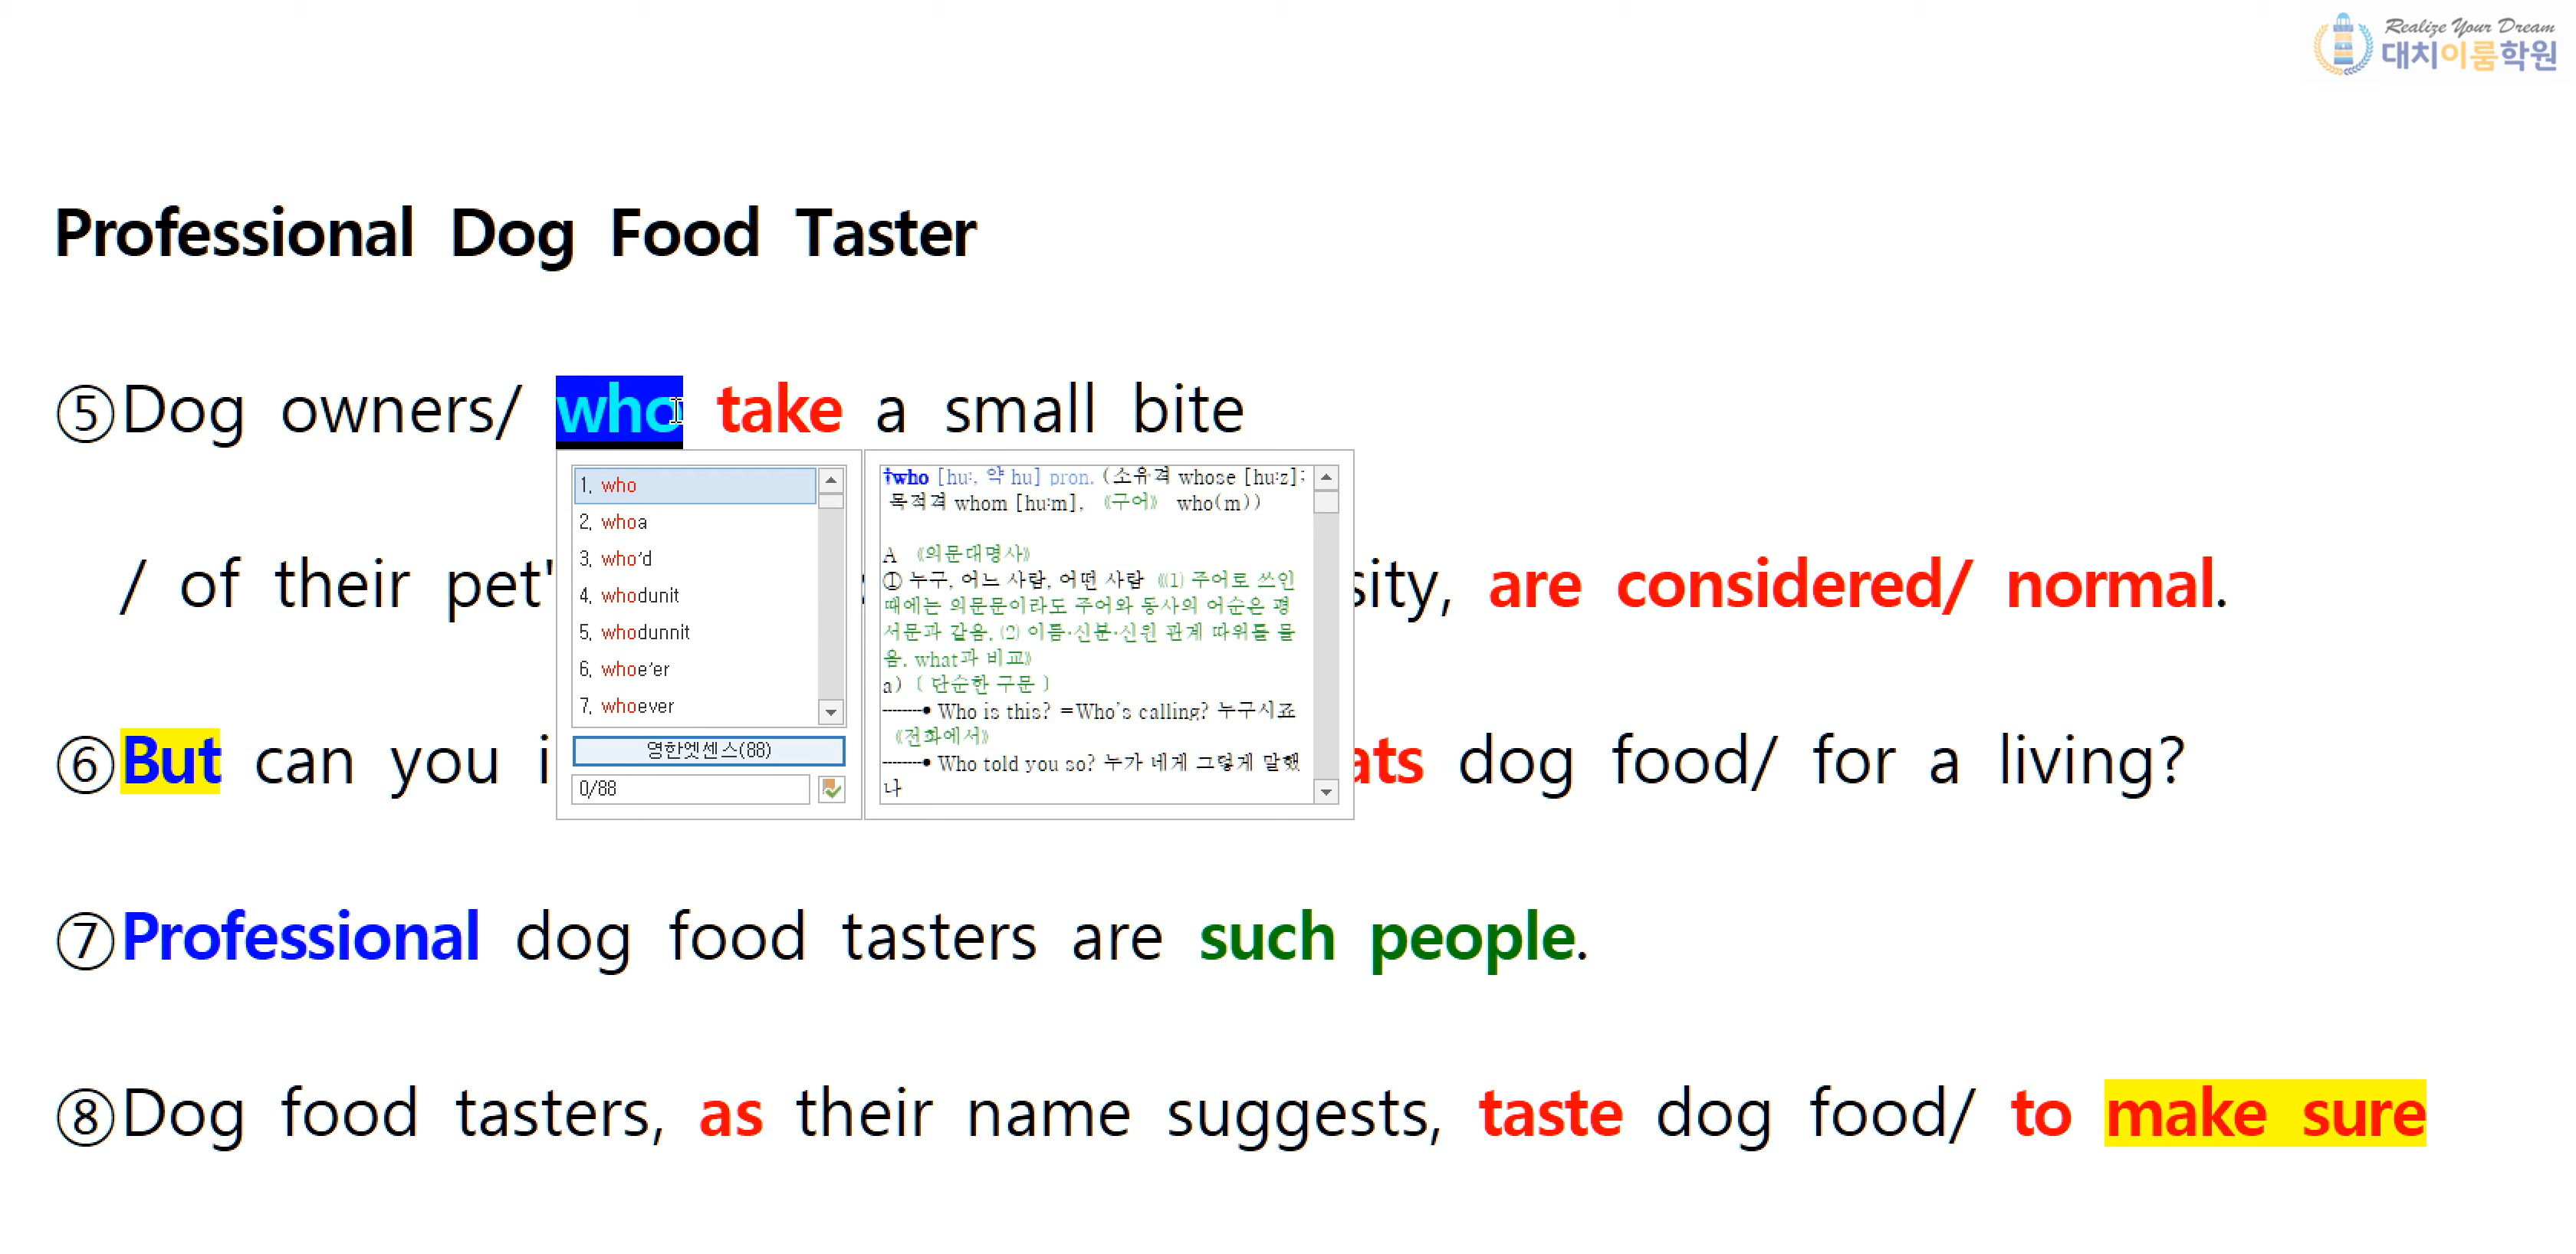 Realize Your Dream
대치이룸학원
Professional Dog Food Taster
⑤Dog owners/ who take a small bite
/ of their pet' sity, are considered/ normal.
⑥But can you i ats dog food/ for a living?
⑦Professional dog food tasters are such people.
⑧Dog food tasters, as their name suggests, taste dog food/ to make sure
1. who
2. whoa
3. who'd
4. whodunit
5. whodunnit
6. whoe'er
7. whoever
영한엣센스(88)
0/88
†who [huː, 약 hu] pron. (소유격 whose [huːz];
목적격 whom [huːm], 《구어》 who(m))
A 《의문대명사》
① 누구, 어느 사람, 어떤 사람 《(1) 주어로 쓰인
때에는 의문문이라도 주어와 동사의 어순은 평
서문과 같음. (2) 이름·신분·신원 관계 따위를 물
음. what과 비교》
a) ( 단순한 구문 )
--------• Who is this? =Who's calling? 누구시죠
《전화에서》
--------• Who told you so? 누가 네게 그렇게 말했
나